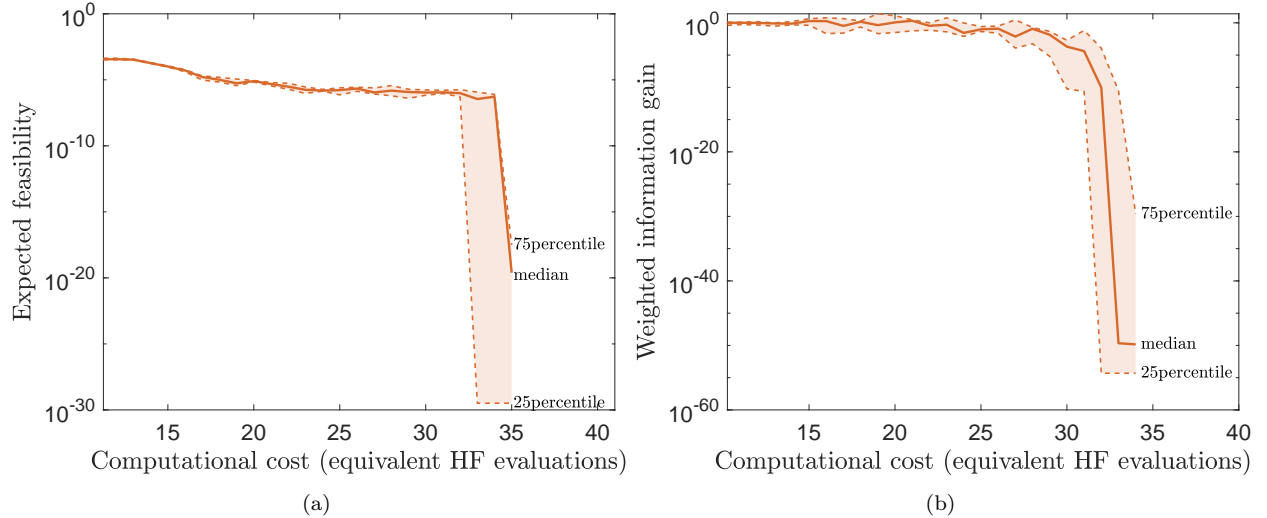 10^0
10^-10
10^-20
10^-30
Expected feasibility
75percentile
median
25percentile
15 20 25 30 35 40
Computational cost (equivalent HF evaluations)
(a)
10^0
10^-20
10^-40
10^-60
Weighted information gain
75percentile
median
25percentile
15 20 25 30 35 40
Computational cost (equivalent HF evaluations)
(b)